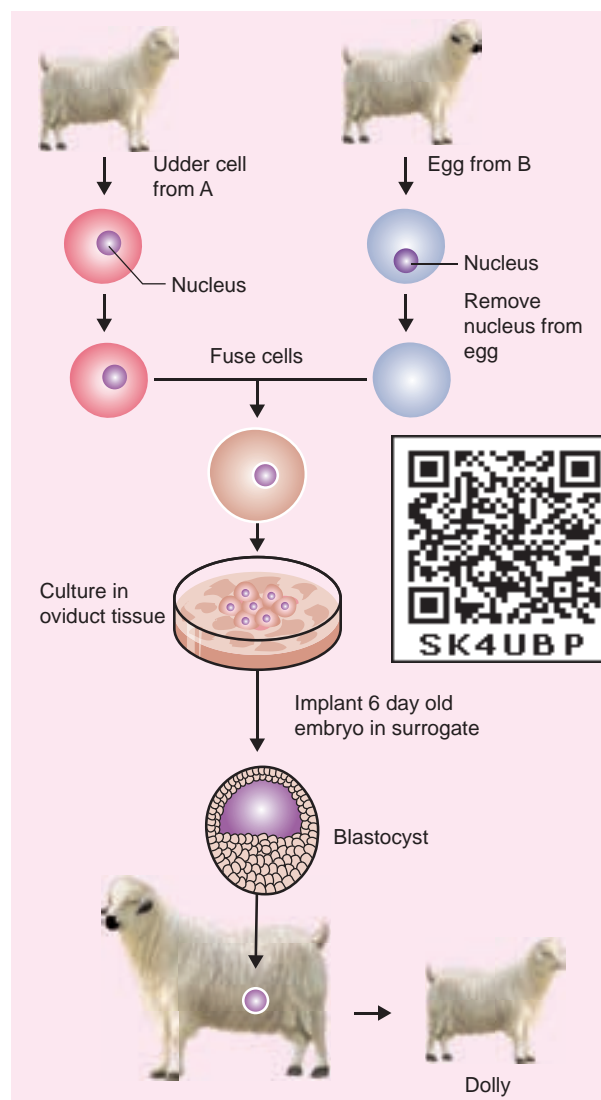 Udder cell
from A
Egg from B
Nucleus
Nucleus
Remove
nucleus from
egg
Fuse cells
SK4UBP
Culture in
oviduct tissue
Implant 6 day old
embryo in surrogate
Blastocyst
Dolly